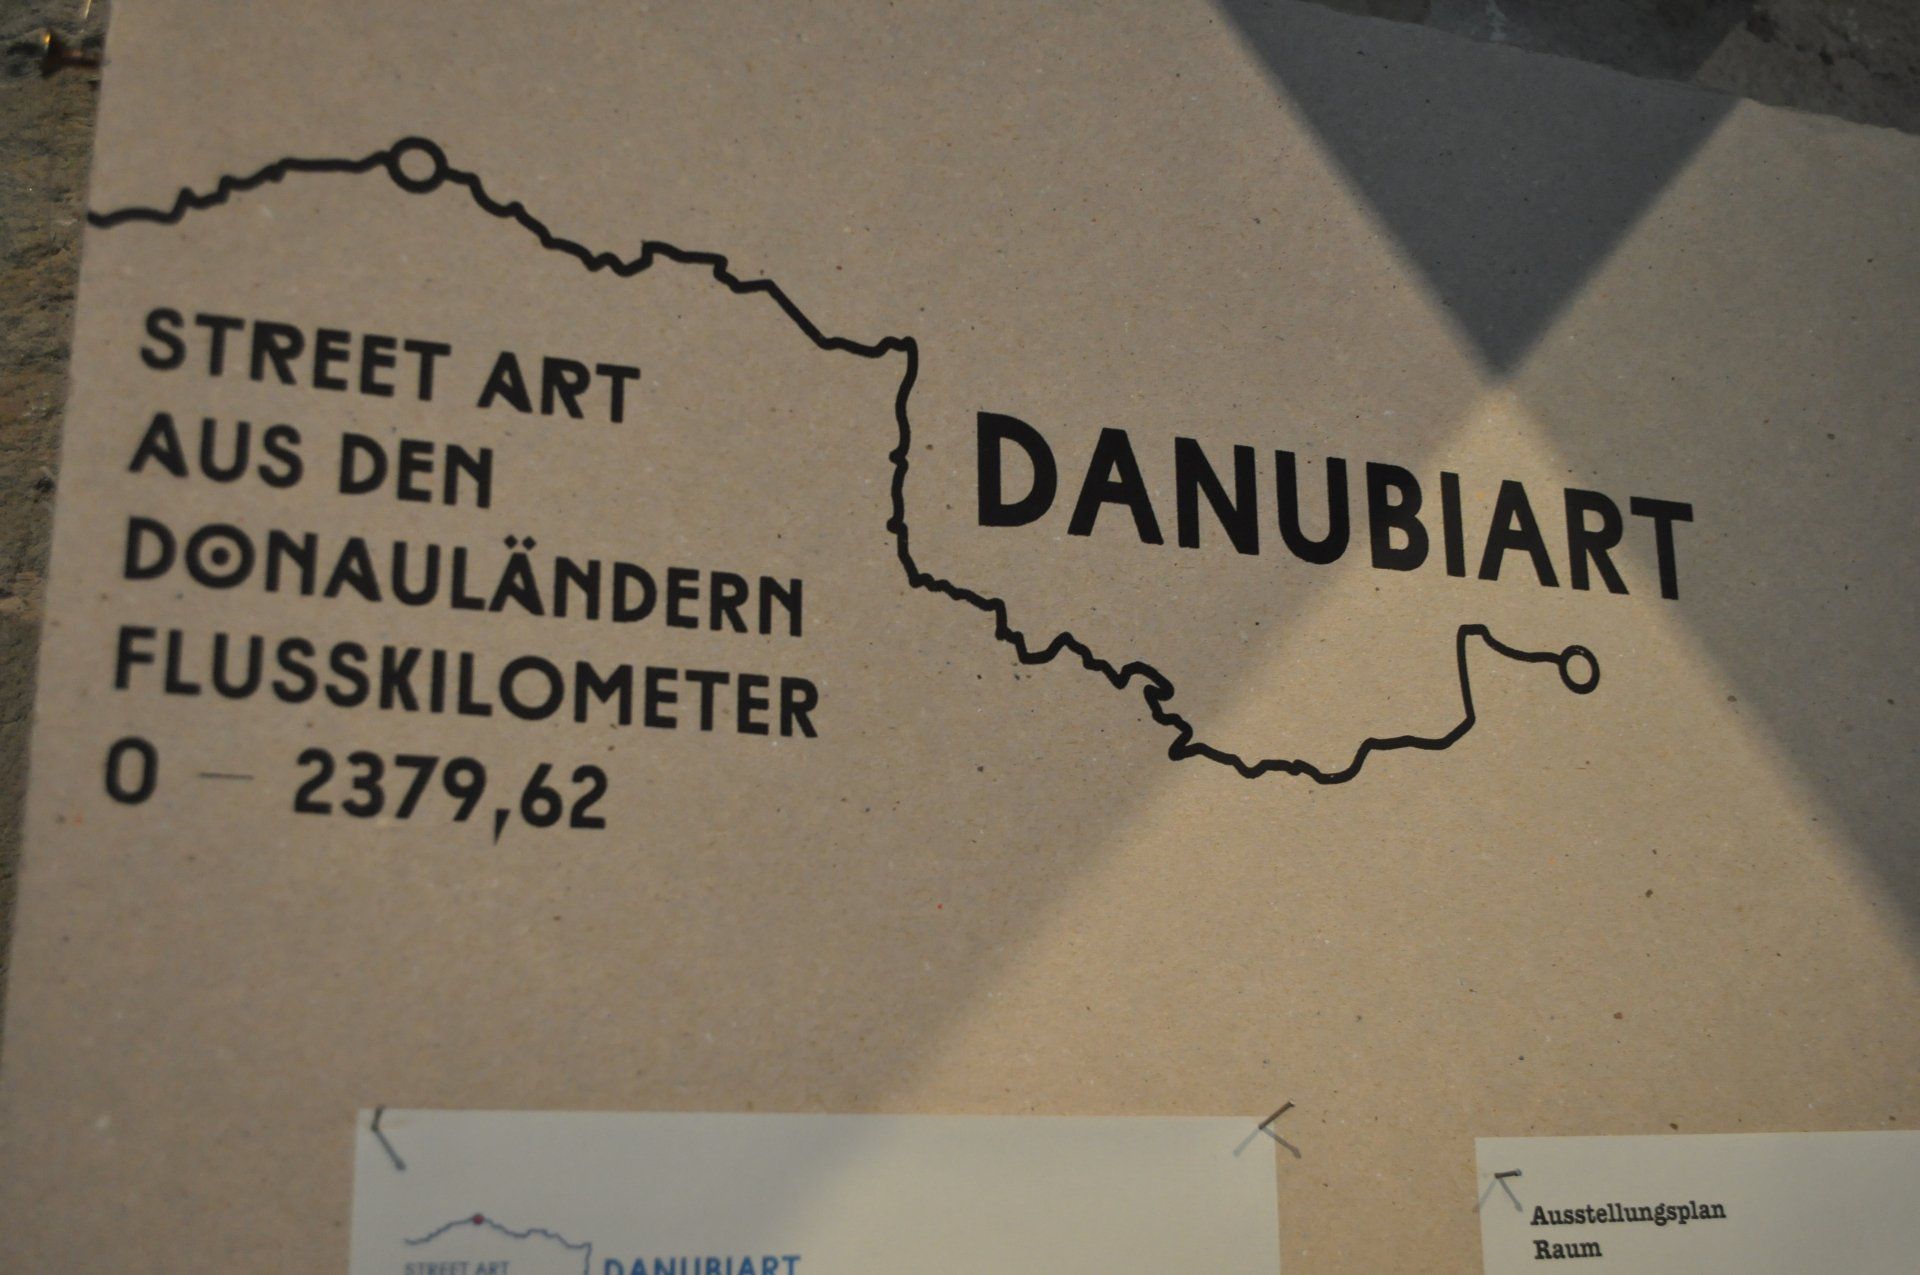 STREET ART
AUS DEN
DONAULÄNDERN
FLUSSKILOMETER
0 — 2379,62
DANUBIART
STREET ART
DANUBIART
Ausstellungsplan
Raum